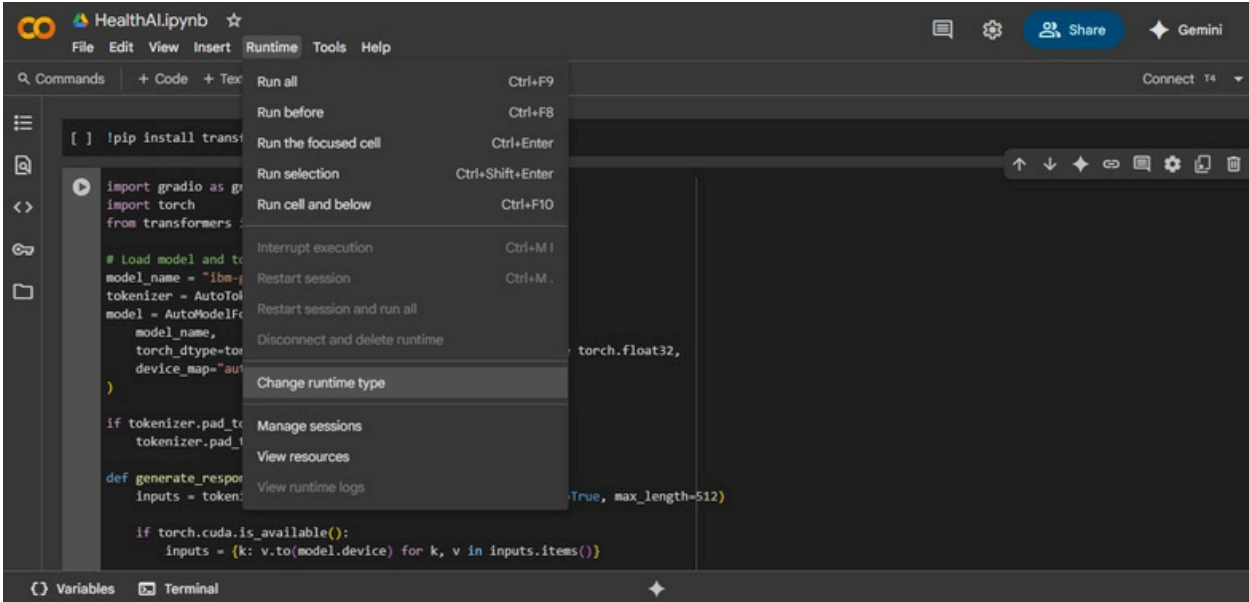 HealthAI.ipynb
File Edit View Insert Runtime Tools Help
Share
Gemini
Commands + Code + Tex
Connect T4
Run all Ctrl+F9
Run before Ctrl+F8
Run the focused cell Ctrl+Enter
Run selection Ctrl+Shift+Enter
Run cell and below Ctrl+F10
Interrupt execution Ctrl+M I
Restart session Ctrl+M .
Restart session and run all
Disconnect and delete runtime
Change runtime type
Manage sessions
View resources
View runtime logs
[ ] !pip install transf
import gradio as gr
import torch
from transformers i
# Load model and to
model_name = "ibm-g
tokenizer = AutoTok
model = AutoModelFo
model_name,
torch_dtype=tor torch.float32,
device_map="aut
)
if tokenizer.pad_to
tokenizer.pad_t
def generate_respon
inputs = tokeni =True, max_length=512)
if torch.cuda.is_available():
inputs = {k: v.to(model.device) for k, v in inputs.items()}
Variables Terminal